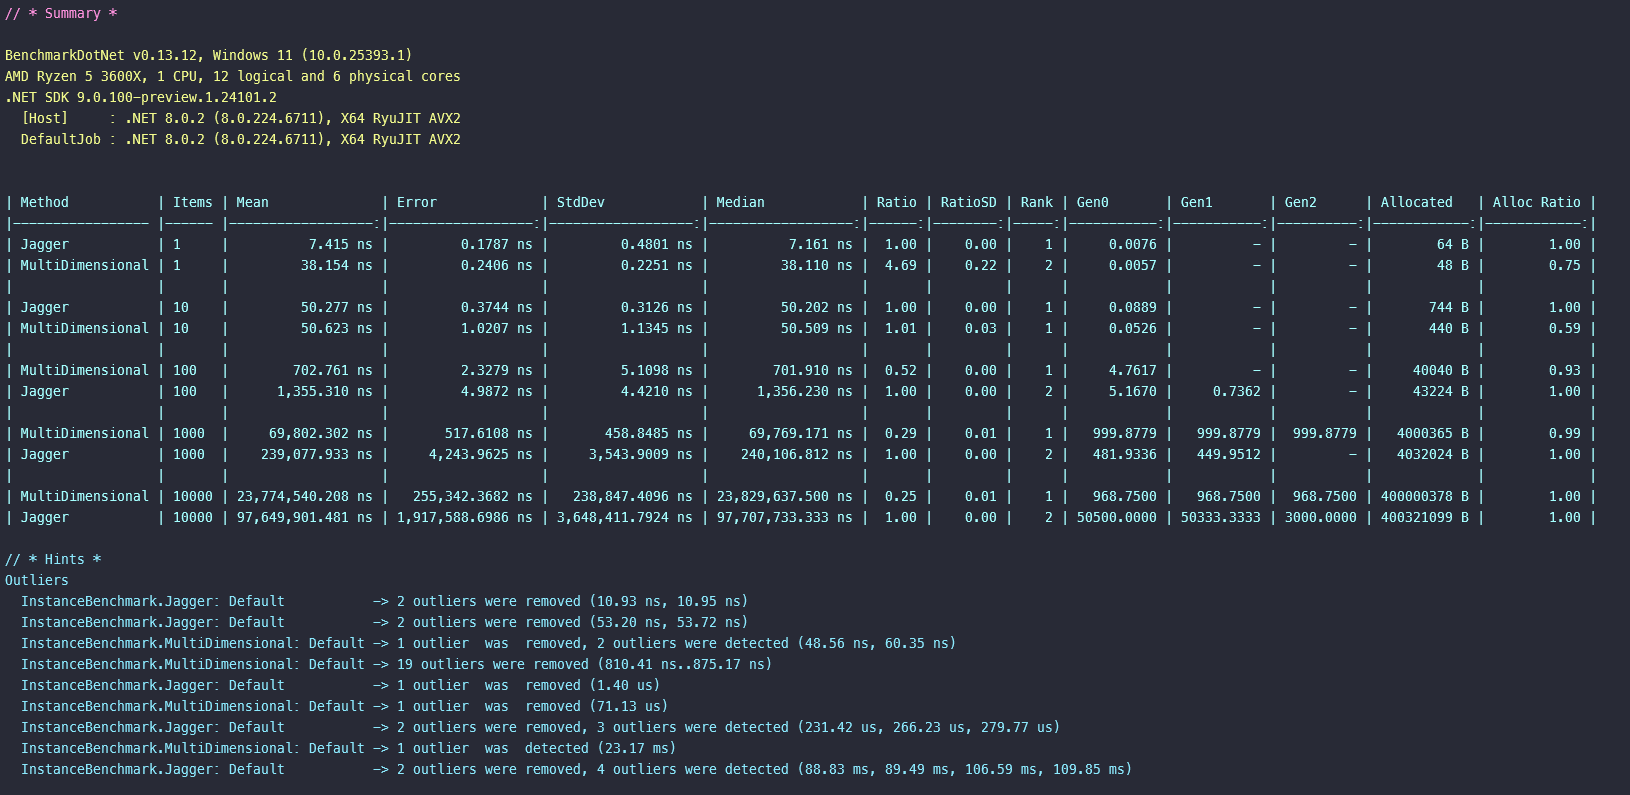 // * Summary *
BenchmarkDotNet v0.13.12, Windows 11 (10.0.25393.1)
AMD Ryzen 5 3600X, 1 CPU, 12 logical and 6 physical cores
.NET SDK 9.0.100-preview.1.24101.2
  [Host]     : .NET 8.0.2 (8.0.224.6711), X64 RyuJIT AVX2
  DefaultJob : .NET 8.0.2 (8.0.224.6711), X64 RyuJIT AVX2
| Method           | Items | Mean              | Error             | StdDev            | Median            | Ratio | RatioSD | Rank | Gen0       | Gen1       | Gen2      | Allocated   | Alloc Ratio |
|----------------- |------ |------------------:|------------------:|------------------:|------------------:|------:|--------:|-----:|-----------:|-----------:|----------:|------------:|------------:|
| Jagger           | 1     |          7.415 ns |         0.1787 ns |         0.4801 ns |          7.161 ns |  1.00 |    0.00 |    1 |     0.0076 |          - |         - |        64 B |        1.00 |
| MultiDimensional | 1     |         38.154 ns |         0.2406 ns |         0.2251 ns |         38.110 ns |  4.69 |    0.22 |    2 |     0.0057 |          - |         - |        48 B |        0.75 |
|                  |       |                   |                   |                   |                   |       |         |      |            |            |           |             |             |
| Jagger           | 10    |         50.277 ns |         0.3744 ns |         0.3126 ns |         50.202 ns |  1.00 |    0.00 |    1 |     0.0889 |          - |         - |       744 B |        1.00 |
| MultiDimensional | 10    |         50.623 ns |         1.0207 ns |         1.1345 ns |         50.509 ns |  1.01 |    0.03 |    1 |     0.0526 |          - |         - |       440 B |        0.59 |
|                  |       |                   |                   |                   |                   |       |         |      |            |            |           |             |             |
| MultiDimensional | 100   |        702.761 ns |         2.3279 ns |         5.1098 ns |        701.910 ns |  0.52 |    0.00 |    1 |     4.7617 |          - |         - |     40040 B |        0.93 |
| Jagger           | 100   |      1,355.310 ns |         4.9872 ns |         4.4210 ns |      1,356.230 ns |  1.00 |    0.00 |    2 |     5.1670 |     0.7362 |         - |     43224 B |        1.00 |
|                  |       |                   |                   |                   |                   |       |         |      |            |            |           |             |             |
| MultiDimensional | 1000  |     69,802.302 ns |       517.6108 ns |       458.8485 ns |     69,769.171 ns |  0.29 |    0.01 |    1 |   999.8779 |   999.8779 |  999.8779 |   4000365 B |        0.99 |
| Jagger           | 1000  |    239,077.933 ns |     4,243.9625 ns |     3,543.9009 ns |    240,106.812 ns |  1.00 |    0.00 |    2 |   481.9336 |   449.9512 |         - |   4032024 B |        1.00 |
|                  |       |                   |                   |                   |                   |       |         |      |            |            |           |             |             |
| MultiDimensional | 10000 | 23,774,540.208 ns |   255,342.3682 ns |   238,847.4096 ns | 23,829,637.500 ns |  0.25 |    0.01 |    1 |   968.7500 |   968.7500 |  968.7500 | 400000378 B |        1.00 |
| Jagger           | 10000 | 97,649,901.481 ns | 1,917,588.6986 ns | 3,648,411.7924 ns | 97,707,733.333 ns |  1.00 |    0.00 |    2 | 50500.0000 | 50333.3333 | 3000.0000 | 400321099 B |        1.00 |
// * Hints *
Outliers
  InstanceBenchmark.Jagger: Default           -> 2 outliers were removed (10.93 ns, 10.95 ns)
  InstanceBenchmark.Jagger: Default           -> 2 outliers were removed (53.20 ns, 53.72 ns)
  InstanceBenchmark.MultiDimensional: Default -> 1 outlier  was  removed, 2 outliers were detected (48.56 ns, 60.35 ns)
  InstanceBenchmark.MultiDimensional: Default -> 19 outliers were removed (810.41 ns..875.17 ns)
  InstanceBenchmark.Jagger: Default           -> 1 outlier  was  removed (1.40 us)
  InstanceBenchmark.MultiDimensional: Default -> 1 outlier  was  removed (71.13 us)
  InstanceBenchmark.Jagger: Default           -> 2 outliers were removed, 3 outliers were detected (231.42 us, 266.23 us, 279.77 us)
  InstanceBenchmark.MultiDimensional: Default -> 1 outlier  was  detected (23.17 ms)
  InstanceBenchmark.Jagger: Default           -> 2 outliers were removed, 4 outliers were detected (88.83 ms, 89.49 ms, 106.59 ms, 109.85 ms)